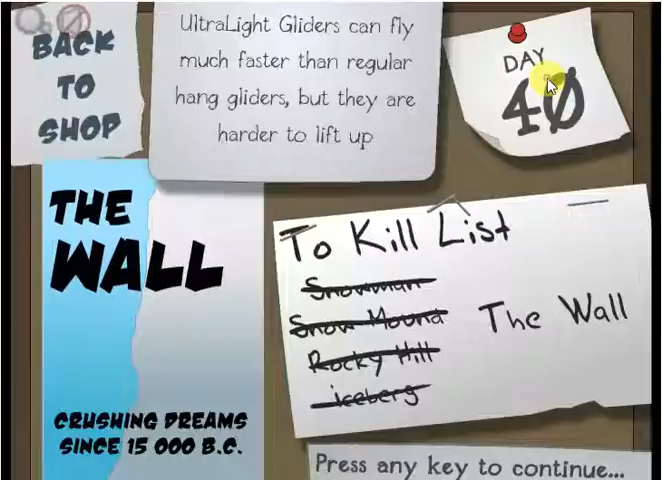 BACK
TO
SHOP
UltraLight Gliders can fly
much faster than regular
hang gliders, but they are
harder to lift up
DAY
40
THE
WALL
CRUSHING DREAMS
SINCE 15 000 B.C.
To Kill List
Snowman
Snow Mound
Rocky Hill
iceberg
The Wall
Press any key to continue...